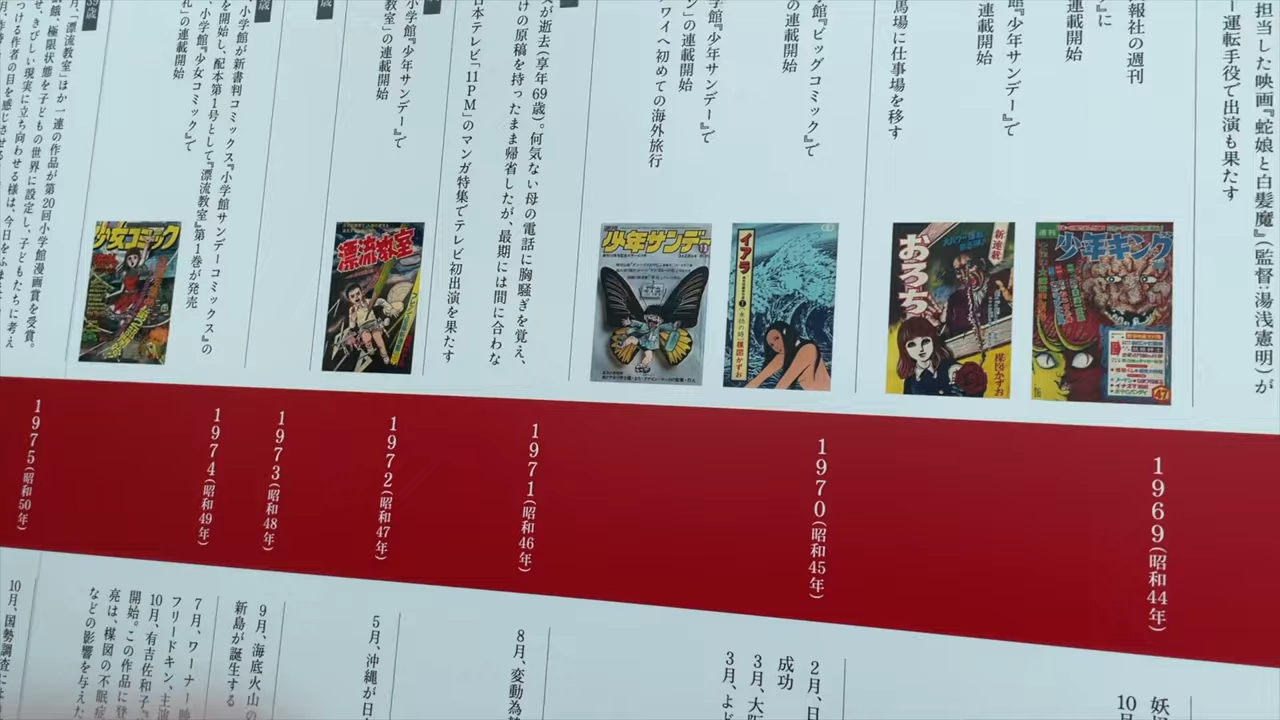 担当した映画『蛇娘と白髪魔』（監督：湯浅憲明）が
ー運転手役で出演も果たす
報社の週刊
』に
連載開始
館『少年サンデー』で
連載開始
馬場に仕事場を移す
館『ビッグコミック』で
の連載開始
学館『少年サンデー』で
ン』の連載開始
ワイへ初めての海外旅行
が逝去（享年69歳）。何気ない母の電話に胸騒ぎを覚え、
けの原稿を持ったまま帰省したが、最期には間に合わな
日本テレビ「11PM」のマンガ特集でテレビ初出演を果たす
小学館『少年サンデー』で
教室』の連載開始
、小学館が新書判コミックス『小学館サンデーコミックス』の
を開始し、配本第1号として『漂流教室』第1巻が発売
、小学館『少女コミック』で
礼』の連載開始
月、『漂流教室』ほか一連の作品が第20回小学館漫画賞を受賞。
飢餓、極限状態を子どもの世界に設定し、子どもたちに考え
せ、きびしい現実に立ち向わせる様は、今日をふ
つける作者の目を感じさせる
少年キング
47
新連載
おろち
楳図かずお
イアラ
楳図かずお
少年サンデー
漂流教室
少女コミック
1969（昭和44年）
1970（昭和45年）
1971（昭和46年）
1972（昭和47年）
1973（昭和48年）
1974（昭和49年）
1975（昭和50年）
妖
10月
2月、日
成功
3月、大阪
3月、よど
8月、変動為
5月、沖縄が日
9月、海底火山の
新島が誕生する
7月、ワーナー映
フリードキン、主演
10月、有吉佐和子『
開始。この作品に登
亮は、楳図の不眠症
などの影響を与えた
10月、国勢調査に